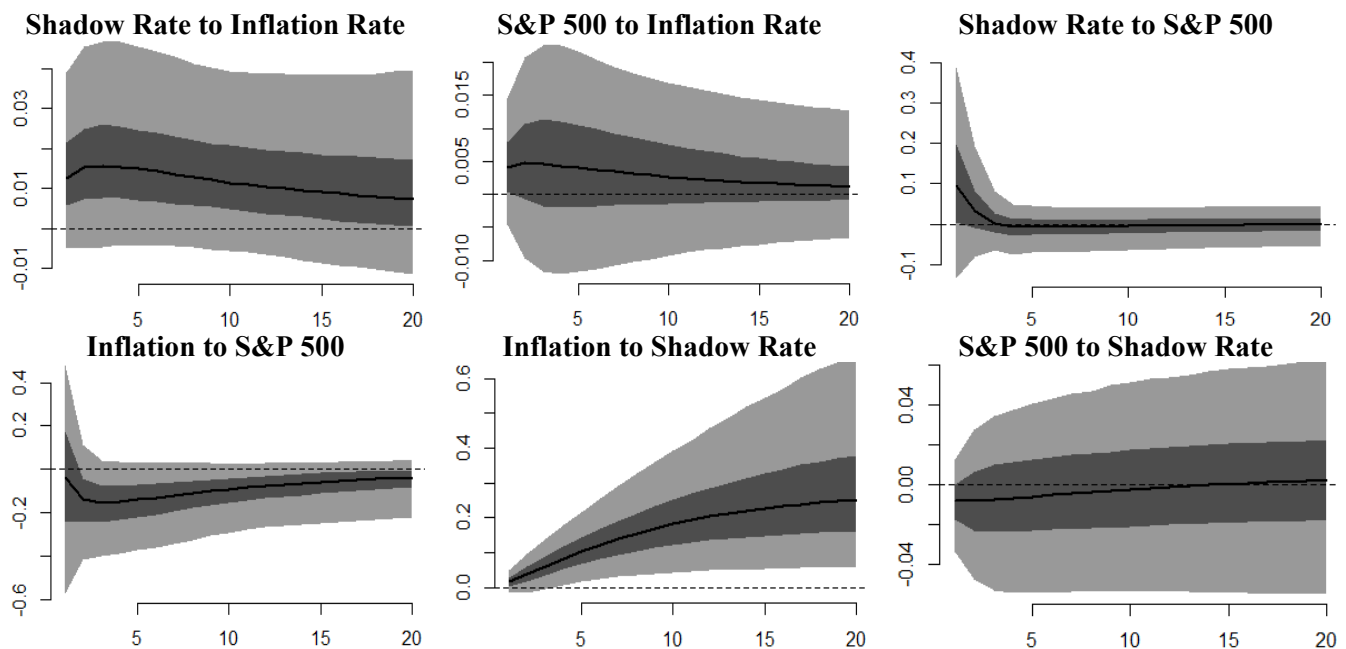 Shadow Rate to Inflation Rate
S&P 500 to Inflation Rate
Shadow Rate to S&P 500
0.03
0.01
-0.01
5 10 15 20
0.015
0.005
-0.010
5 10 15 20
0.4
0.3
0.2
0.1
-0.1
5 10 15 20
Inflation to S&P 500
Inflation to Shadow Rate
S&P 500 to Shadow Rate
0.4
0.2
-0.2
-0.6
5 10 15 20
0.6
0.4
0.2
0.0
5 10 15 20
0.04
0.00
-0.04
5 10 15 20